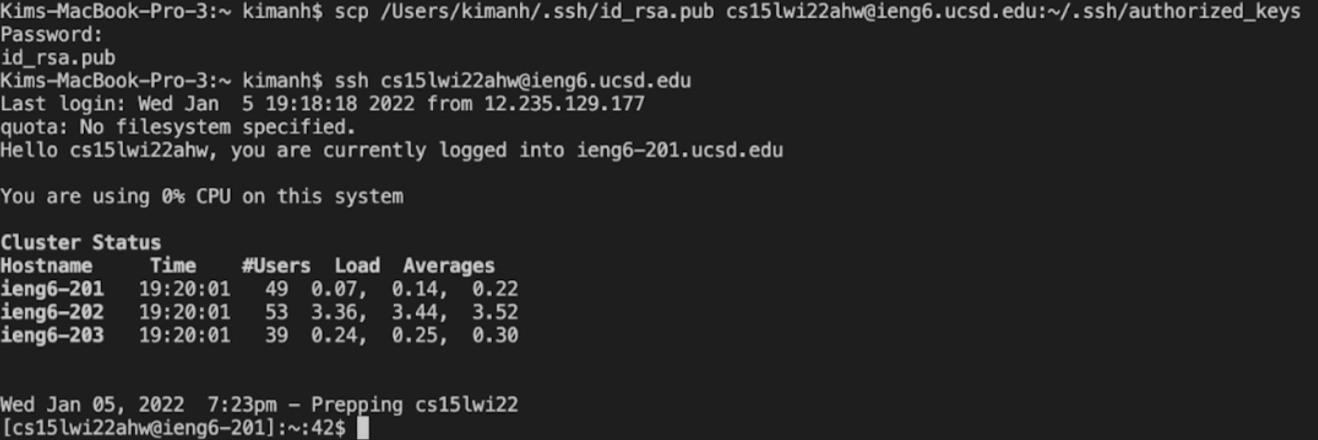 Kims-MacBook-Pro-3:~ kimanh$ scp /Users/kimanh/.ssh/id_rsa.pub cs15lwi22ahw@ieng6.ucsd.edu:~/.ssh/authorized_keys
Password:
id_rsa.pub
Kims-MacBook-Pro-3:~ kimanh$ ssh cs15lwi22ahw@ieng6.ucsd.edu
Last login: Wed Jan  5 19:18:18 2022 from 12.235.129.177
quota: No filesystem specified.
Hello cs15lwi22ahw, you are currently logged into ieng6-201.ucsd.edu
You are using 0% CPU on this system
Cluster Status
Hostname     Time    #Users  Load  Averages
ieng6-201   19:20:01   49  0.07,  0.14,  0.22
ieng6-202   19:20:01   53  3.36,  3.44,  3.52
ieng6-203   19:20:01   39  0.24,  0.25,  0.30
Wed Jan 05, 2022  7:23pm - Prepping cs15lwi22
[cs15lwi22ahw@ieng6-201]:~:42$